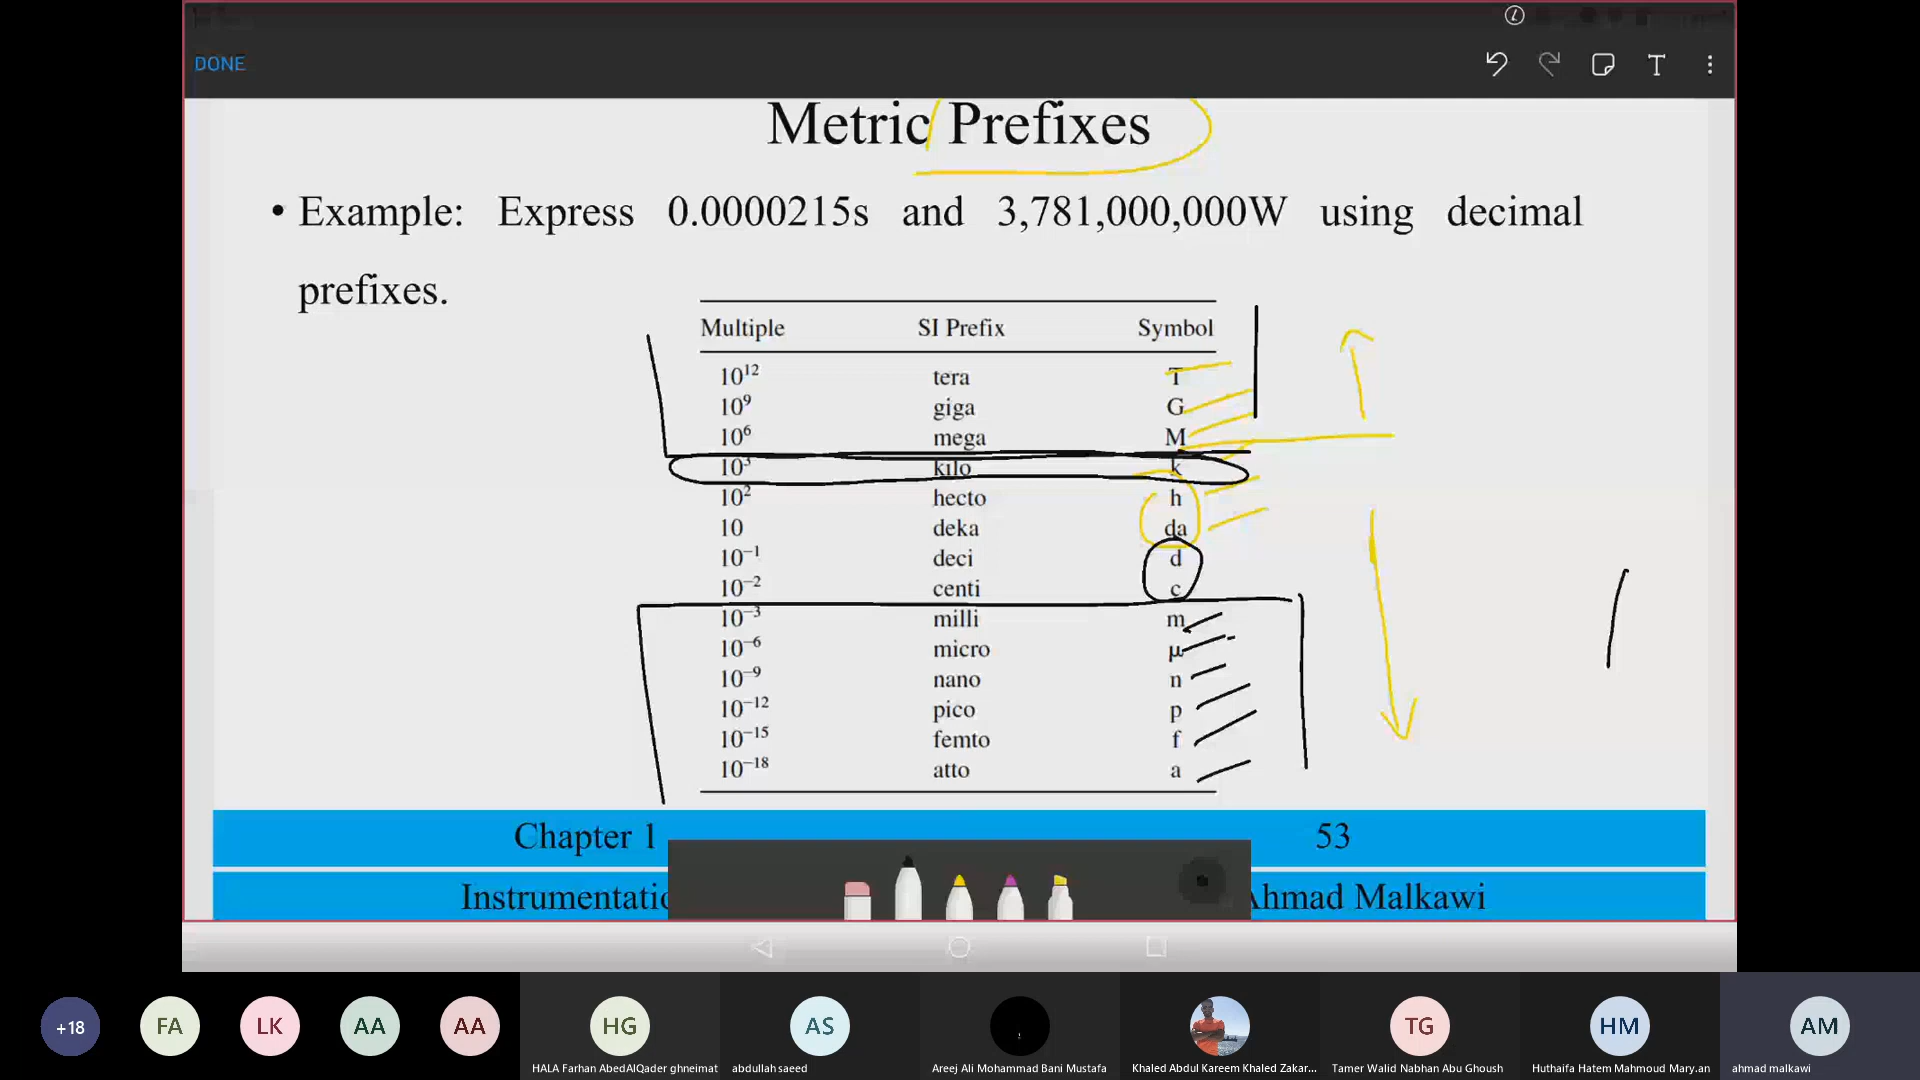 DONE
T
Metric Prefixes
• Example: Express 0.0000215s and 3,781,000,000W using decimal
prefixes.
Multiple SI Prefix Symbol
10¹² tera T
10⁹ giga G
10⁶ mega M
10³ kilo k
10² hecto h
10 deka da
10⁻¹ deci d
10⁻² centi c
10⁻³ milli m
10⁻⁶ micro μ
10⁻⁹ nano n
10⁻¹² pico p
10⁻¹⁵ femto f
10⁻¹⁸ atto a
Chapter 1 53
Ahmad Malkawi
+18 FA LK AA AA HG AS TG HM AM
HALA Farhan AbedAlQader ghneimat abdullah saeed Areej Ali Mohammad Bani Mustafa Khaled Abdul Kareem Khaled Zakar... Tamer Walid Nabhan Abu Ghoush Huthaifa Hatem Mahmoud Mary.an ahmad malkawi